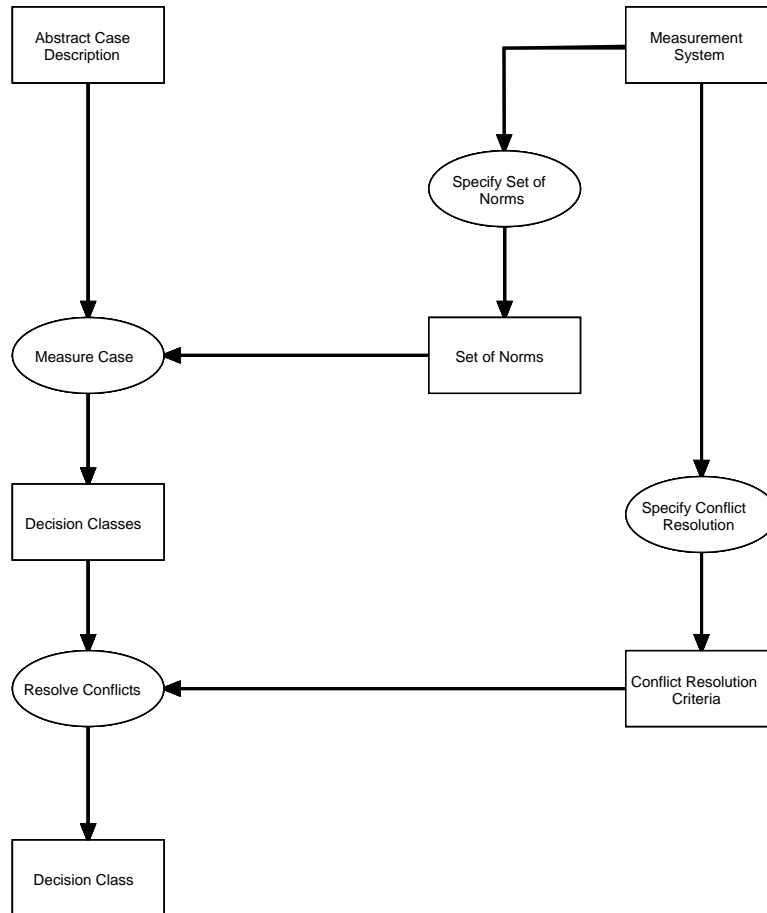 Abstract Case
Description
Measurement
System
Specify Set of
Norms
Measure Case
Set of Norms
Decision Classes
Specify Conflict
Resolution
Resolve Conflicts
Conflict Resolution
Criteria
Decision Class